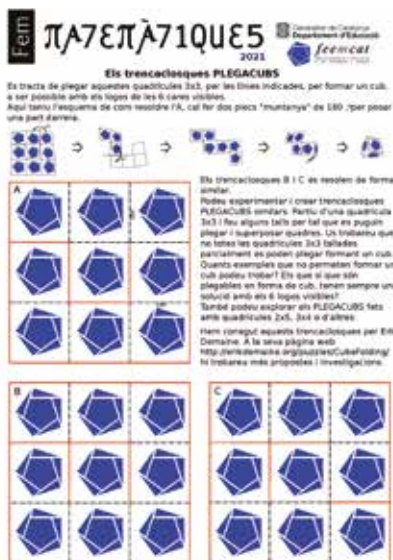 Fem
πA7ƐπÀ71QUƐ5
2021
Generalitat de Catalunya
Departament d'Educació
feemcat
Els trencaclosques PLEGACUBS
Es tracta de plegar aquestes quadrícules 3x3, per les línies indicades, per formar un cub,
a ser possible amb els logos de les 6 cares visibles.
Aquí teniu l'esquema de com resoldre l'A, cal fer dos plecs "muntanya" de 180 per posar
una part darrera.
A
Els trencaclosques B i C es resolen de forma
similar.
Podeu experimentar i crear trencaclosques
PLEGACUBS similars. Partiu d'una quadrícula
3x3 i feu alguns talls per tal que es puguin
plegar i superposar quadres. Us trobareu que
no totes les quadrícules 3x3 tallades
parcialment es poden plegar formant un cub.
Quants exemples que no permeten formar un
cub podeu trobar? Els que sí que són
plegables en forma de cub, tenen sempre una
solució amb els 6 logos visibles?
També podeu explorar els PLEGACUBS fets
amb quadrícules 2x5, 3x4 o d'altres.
Hem conegut aquests trencaclosques per Erik
Demaine. A la seva pàgina web
http://erikdemaine.org/puzzles/CubeFolding/
hi trobareu més propostes i investigacions.
B
C